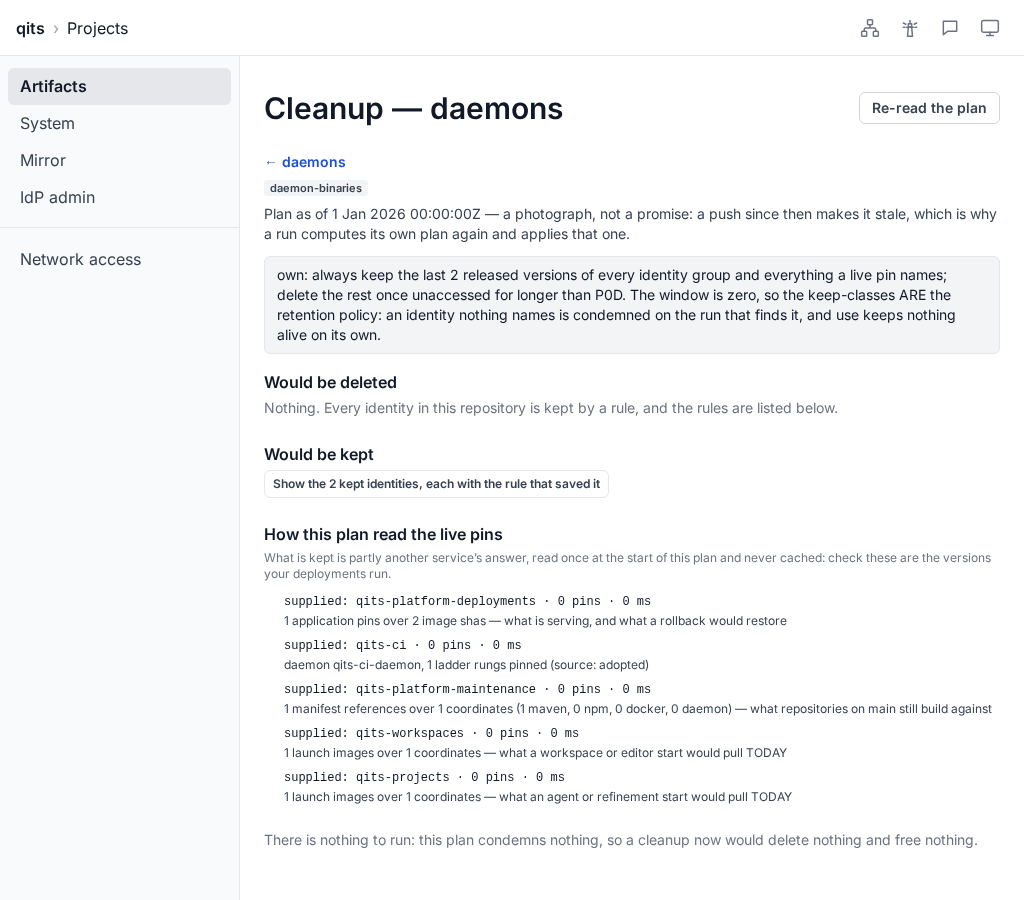 qits › Projects
Artifacts
System
Mirror
IdP admin
Network access
Cleanup — daemons
Re-read the plan
← daemons
daemon-binaries
Plan as of 1 Jan 2026 00:00:00Z — a photograph, not a promise: a push since then makes it stale, which is why
a run computes its own plan again and applies that one.
own: always keep the last 2 released versions of every identity group and everything a live pin names;
delete the rest once unaccessed for longer than P0D. The window is zero, so the keep-classes ARE the
retention policy: an identity nothing names is condemned on the run that finds it, and use keeps nothing
alive on its own.
Would be deleted
Nothing. Every identity in this repository is kept by a rule, and the rules are listed below.
Would be kept
Show the 2 kept identities, each with the rule that saved it
How this plan read the live pins
What is kept is partly another service’s answer, read once at the start of this plan and never cached: check these are the versions
your deployments run.
supplied: qits-platform-deployments · 0 pins · 0 ms
1 application pins over 2 image shas — what is serving, and what a rollback would restore
supplied: qits-ci · 0 pins · 0 ms
daemon qits-ci-daemon, 1 ladder rungs pinned (source: adopted)
supplied: qits-platform-maintenance · 0 pins · 0 ms
1 manifest references over 1 coordinates (1 maven, 0 npm, 0 docker, 0 daemon) — what repositories on main still build against
supplied: qits-workspaces · 0 pins · 0 ms
1 launch images over 1 coordinates — what a workspace or editor start would pull TODAY
supplied: qits-projects · 0 pins · 0 ms
1 launch images over 1 coordinates — what an agent or refinement start would pull TODAY
There is nothing to run: this plan condemns nothing, so a cleanup now would delete nothing and free nothing.